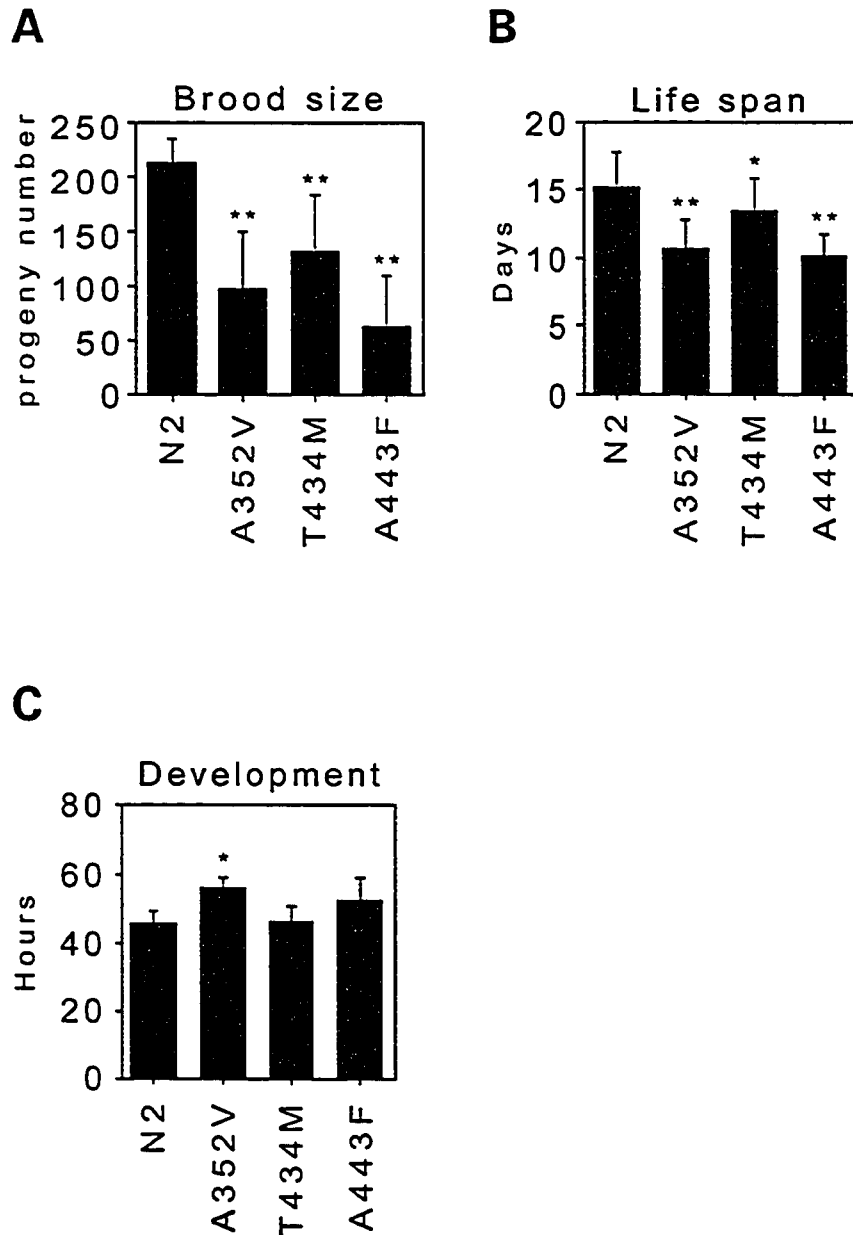 A
Brood size
progeny number
250
200
150
100
50
0
**
**
**
N2
A352V
T434M
A443F
B
Life span
Days
20
15
10
5
0
**
*
**
N2
A352V
T434M
A443F
C
Development
Hours
80
60
40
20
0
*
N2
A352V
T434M
A443F